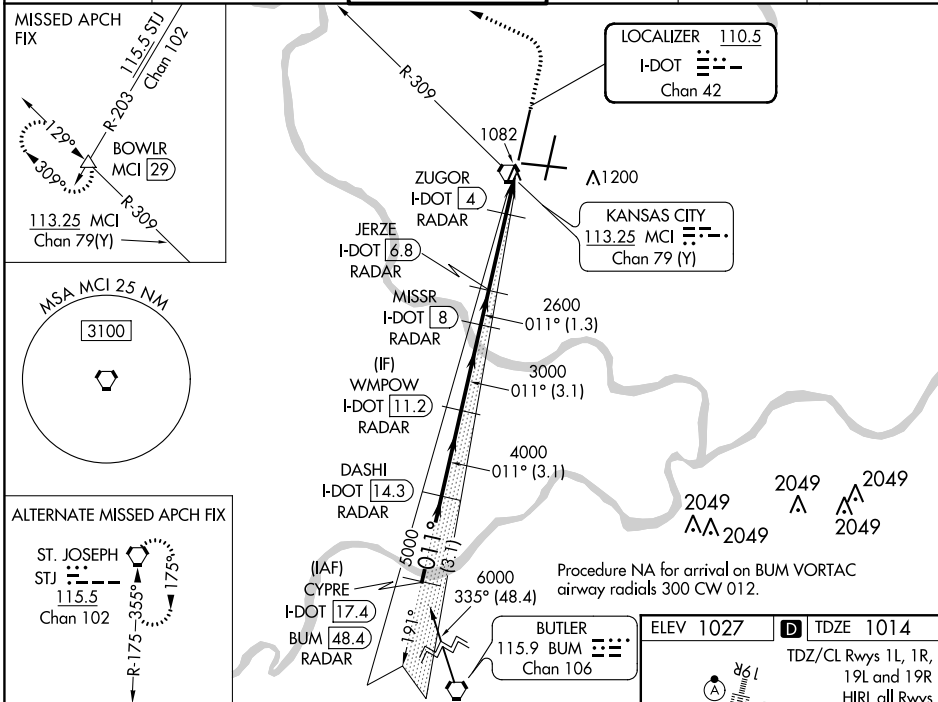 MISSED APCH
FIX
115.5 STJ
Chan 102
R-203
129°
309°
BOWLR
MCI 29
R-309
113.25 MCI
Chan 79(Y)
MSA MCI 25 NM
3100
ALTERNATE MISSED APCH FIX
ST. JOSEPH
STJ
115.5
Chan 102
R-175
355°
175°
R-309
LOCALIZER 110.5
I-DOT
Chan 42
1082
1200
KANSAS CITY
113.25 MCI
Chan 79 (Y)
ZUGOR
I-DOT 4
RADAR
JERZE
I-DOT 6.8
RADAR
MISSR
I-DOT 8
RADAR
2600
011° (1.3)
(IF)
WMPOW
I-DOT 11.2
RADAR
3000
011° (3.1)
DASHI
I-DOT 14.3
RADAR
4000
011° (3.1)
5000
011°
(3.1)
(IAF)
CYPRE
I-DOT 17.4
BUM 48.4
RADAR
191°
6000
335° (48.4)
BUTLER
115.9 BUM
Chan 106
2049
2049
2049
2049
2049
Procedure NA for arrival on BUM VORTAC
airway radials 300 CW 012.
ELEV 1027
D
TDZE 1014
TDZ/CL Rwys 1L, 1R,
19L and 19R
HIRL all Rwys
A
19R